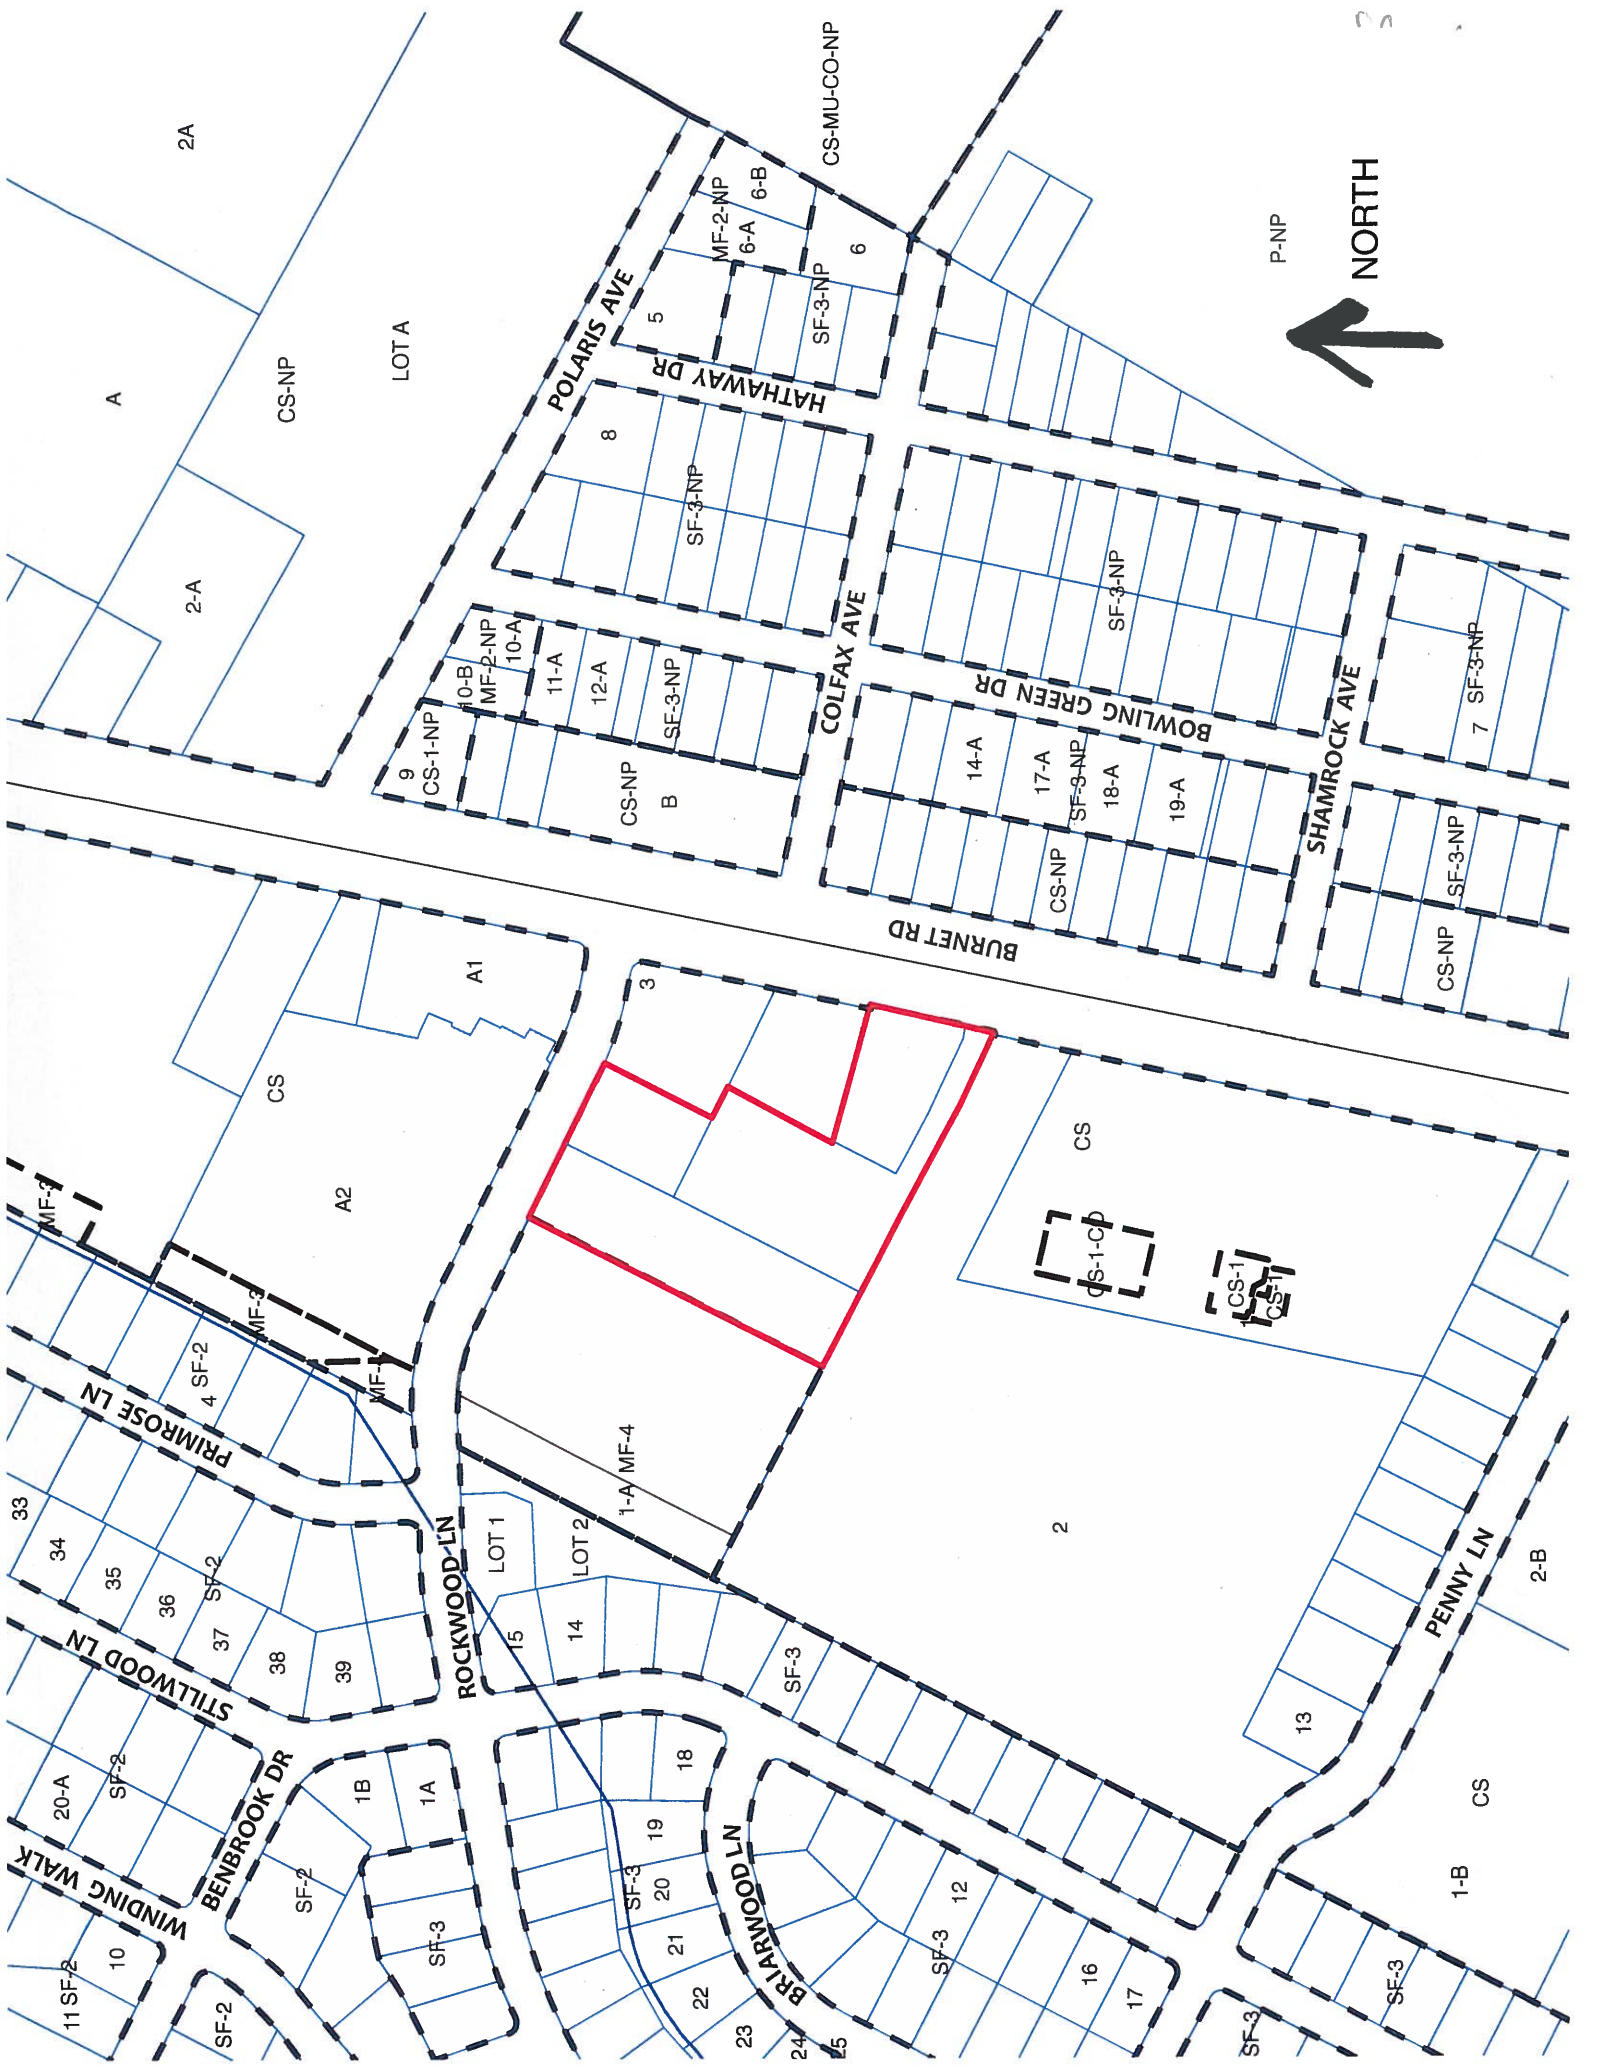 2A
A
CS-NP
LOT A
2-A
CS-MU-CO-NP
6-B
MF-2-NP
6-A
6
SF-3-NP
5
POLARIS AVE
HATHAWAY DR
8
SF-3-NP
P-NP
NORTH
10-B
MF-2-NP
10-A
11-A
12-A
SF-3-NP
9
CS-1-NP
CS-NP
B
COLFAX AVE
SF-3-NP
BOWLING GREEN DR
14-A
17-A
SF-3-NP
18-A
19-A
CS-NP
SHAMROCK AVE
SF-3-NP
7
SF-3-NP
CS-NP
BURNET RD
A1
3
CS
A2
MF-3
MF-3
SF-2
4
PRIMROSE LN
CS
CS-1-CO
CS-1
CS-1
1-A
MF-4
2
33
34
35
36
37
38
39
SF-2
STILLWOOD LN
ROCKWOOD LN
LOT 1
LOT 2
15
14
SF-3
PENNY LN
2-B
13
20-A
SF-2
BENBROOK DR
1B
1A
WINDING WALK
SF-2
SF-3
10
11
SF-2
SF-2
18
19
20
SF-3
21
22
23
24
25
BRIARWOOD LN
12
SF-3
16
17
CS
1-B
SF-3
SF-3